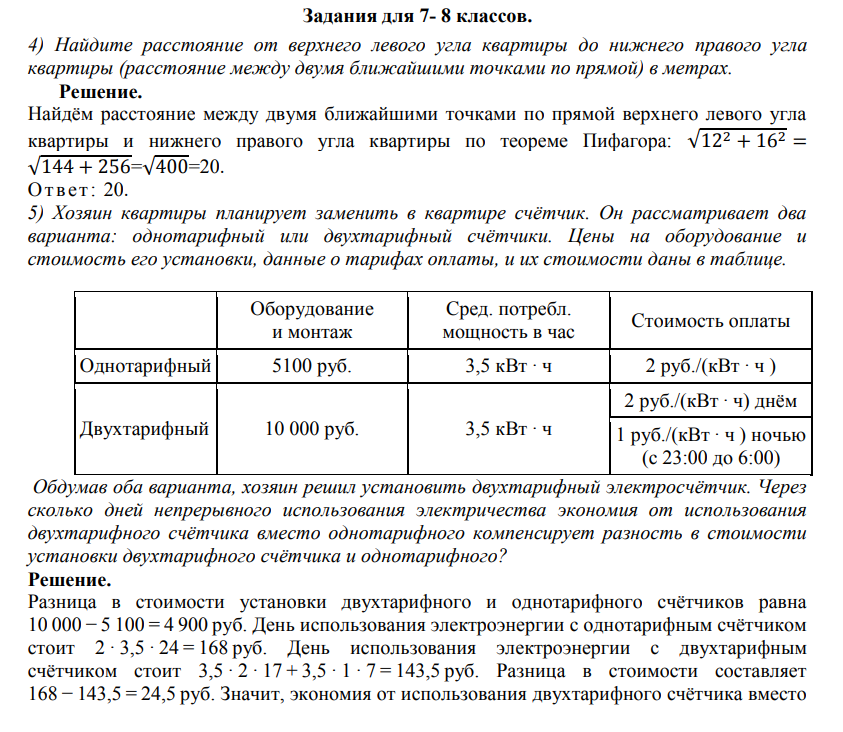 Задания для 7- 8 классов.
4) Найдите расстояние от верхнего левого угла квартиры до нижнего правого угла
квартиры (расстояние между двумя ближайшими точками по прямой) в метрах.
Решение.
Найдём расстояние между двумя ближайшими точками по прямой верхнего левого угла
квартиры и нижнего правого угла квартиры по теореме Пифагора: √(12² + 16²) =
√(144 + 256)=√400=20.
Ответ: 20.
5) Хозяин квартиры планирует заменить в квартире счётчик. Он рассматривает два
варианта: однотарифный или двухтарифный счётчики. Цены на оборудование и
стоимость его установки, данные о тарифах оплаты, и их стоимости даны в таблице.
Оборудование
и монтаж
Сред. потребл.
мощность в час
Стоимость оплаты
Однотарифный
5100 руб.
3,5 кВт · ч
2 руб./(кВт · ч )
Двухтарифный
10 000 руб.
3,5 кВт · ч
2 руб./(кВт · ч) днём
1 руб./(кВт · ч ) ночью
(с 23:00 до 6:00)
Обдумав оба варианта, хозяин решил установить двухтарифный электросчётчик. Через
сколько дней непрерывного использования электричества экономия от использования
двухтарифного счётчика вместо однотарифного компенсирует разность в стоимости
установки двухтарифного счётчика и однотарифного?
Решение.
Разница в стоимости установки двухтарифного и однотарифного счётчиков равна
10 000 − 5 100 = 4 900 руб. День использования электроэнергии с однотарифным счётчиком
стоит 2 · 3,5 · 24 = 168 руб. День использования электроэнергии с двухтарифным
счётчиком стоит 3,5 · 2 · 17 + 3,5 · 1 · 7 = 143,5 руб. Разница в стоимости составляет
168 − 143,5 = 24,5 руб. Значит, экономия от использования двухтарифного счётчика вместо